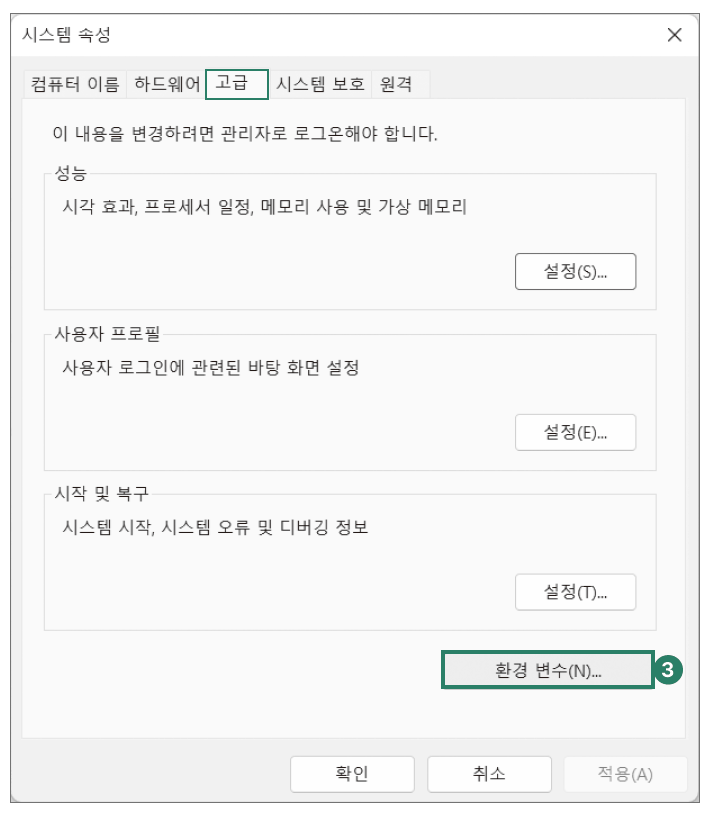 시스템 속성
컴퓨터 이름 하드웨어 고급 시스템 보호 원격
이 내용을 변경하려면 관리자로 로그온해야 합니다.
성능
시각 효과, 프로세서 일정, 메모리 사용 및 가상 메모리
설정(S)...
사용자 프로필
사용자 로그인에 관련된 바탕 화면 설정
설정(E)...
시작 및 복구
시스템 시작, 시스템 오류 및 디버깅 정보
설정(T)...
환경 변수(N)... 3
확인 취소 적용(A)